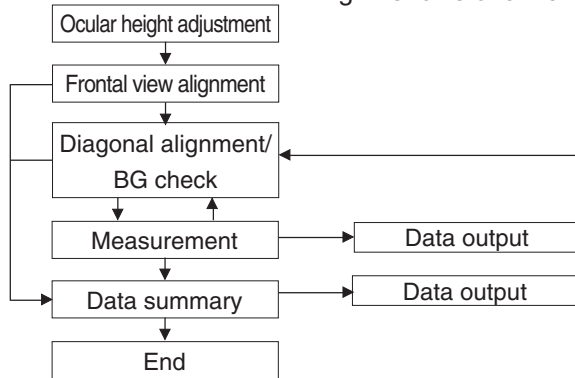 Ocular height adjustment
Frontal view alignment
Diagonal alignment/
BG check
Measurement
Data output
Data summary
Data output
End